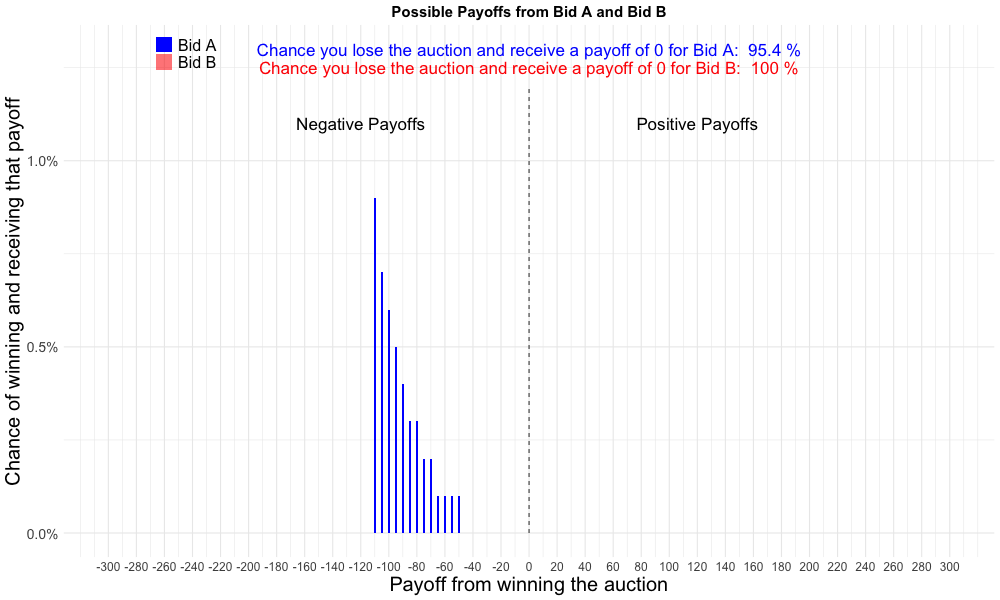 Possible Payoffs from Bid A and Bid B
Bid A
Bid B
Chance you lose the auction and receive a payoff of 0 for Bid A: 95.4 %
Chance you lose the auction and receive a payoff of 0 for Bid B: 100 %
Negative Payoffs
Positive Payoffs
Chance of winning and receiving that payoff
1.0%
0.5%
0.0%
-300 -280 -260 -240 -220 -200 -180 -160 -140 -120 -100 -80 -60 -40 -20 0 20 40 60 80 100 120 140 160 180 200 220 240 260 280 300
Payoff from winning the auction